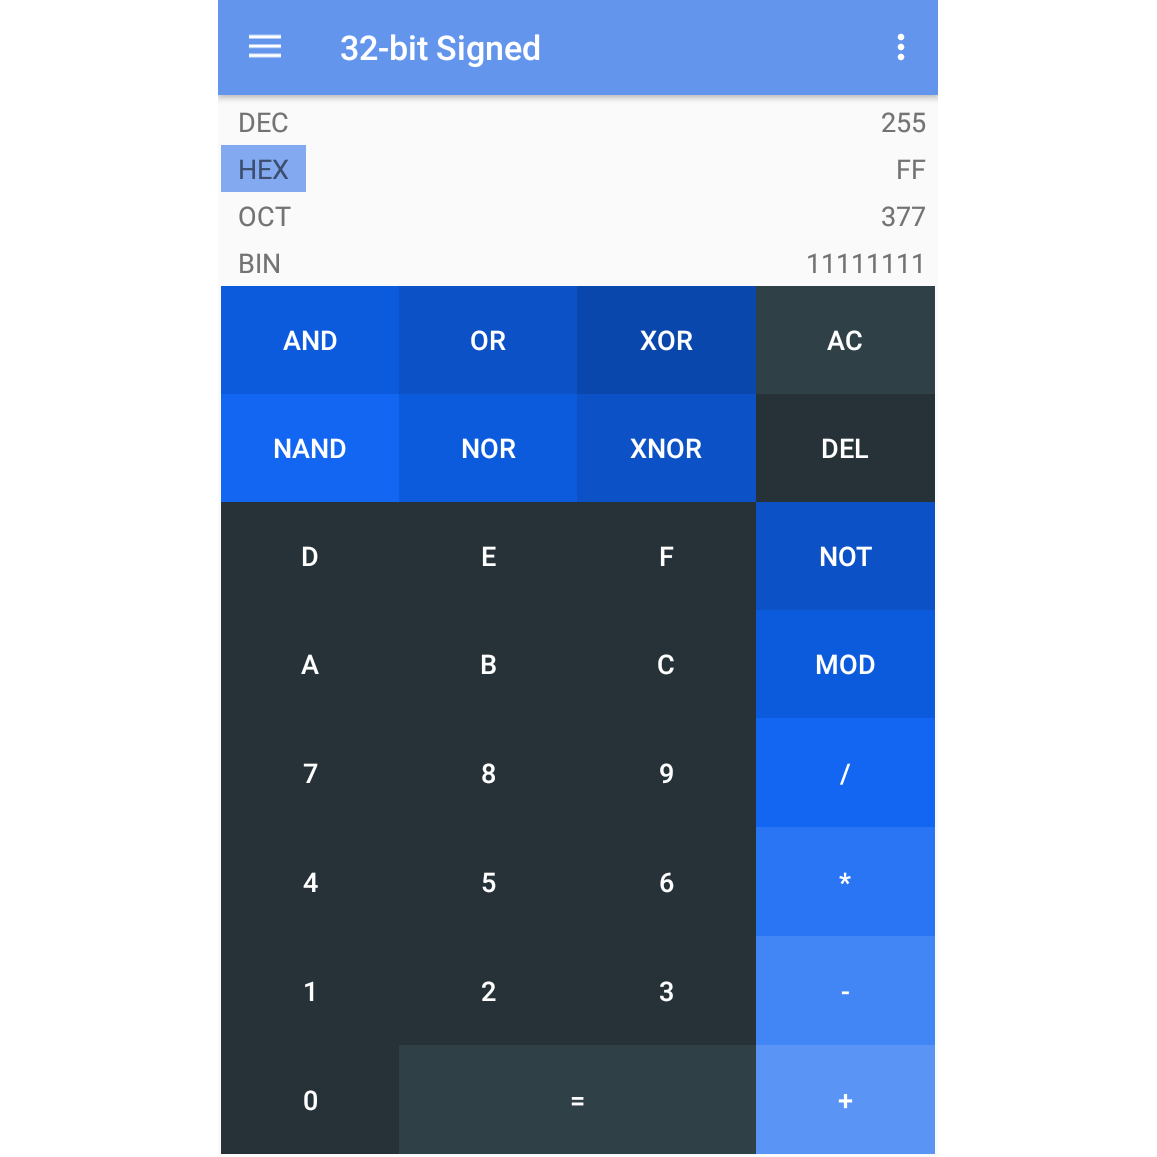 32-bit Signed
DEC 255
HEX FF
OCT 377
BIN 11111111
AND OR XOR AC
NAND NOR XNOR DEL
D E F NOT
A B C MOD
7 8 9 /
4 5 6 *
1 2 3 -
0 = +